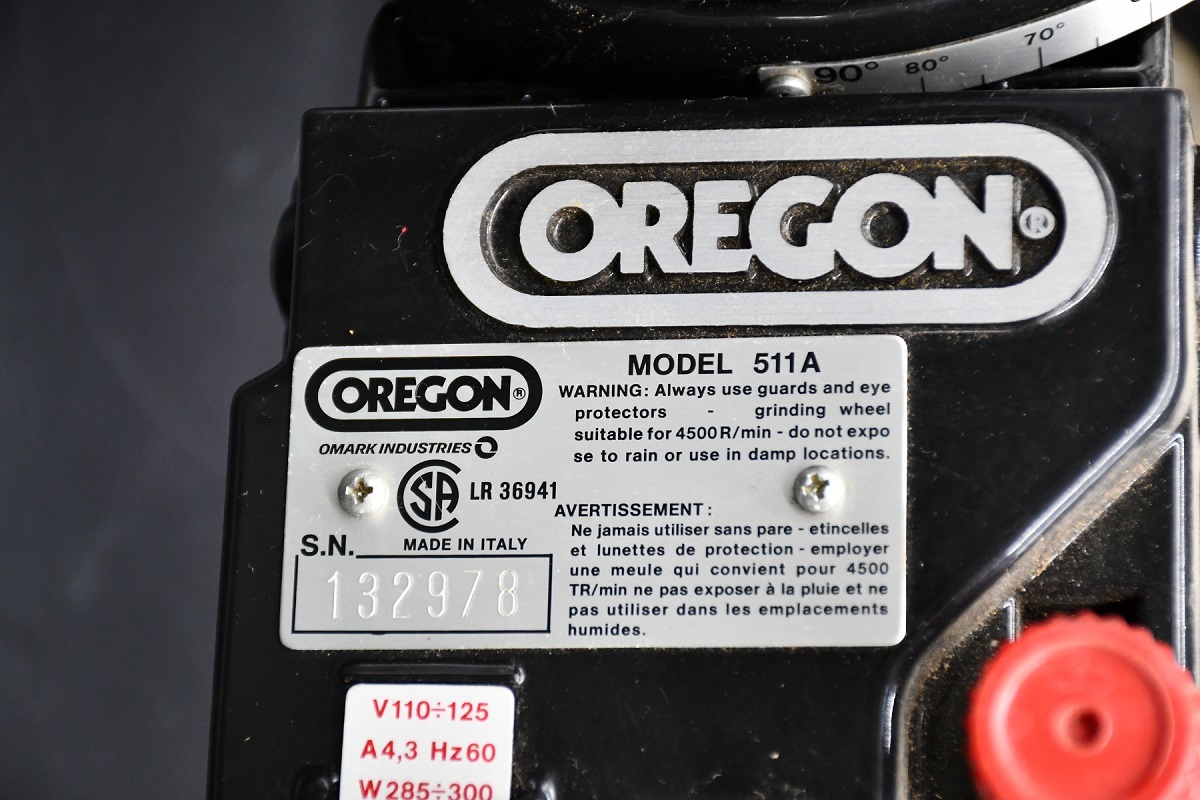 90° 80° 70°
OREGON®
OREGON®
OMARK INDUSTRIES
SA LR 36941
MADE IN ITALY
S.N.
132978
MODEL 511A
WARNING: Always use guards and eye
protectors - grinding wheel
suitable for 4500 R/min - do not expo
se to rain or use in damp locations.
AVERTISSEMENT:
Ne jamais utiliser sans pare - etincelles
et lunettes de protection - employer
une meule qui convient pour 4500
TR/min ne pas exposer à la pluie et ne
pas utiliser dans les emplacements
humides.
V110÷125
A4,3 Hz60
W285÷300